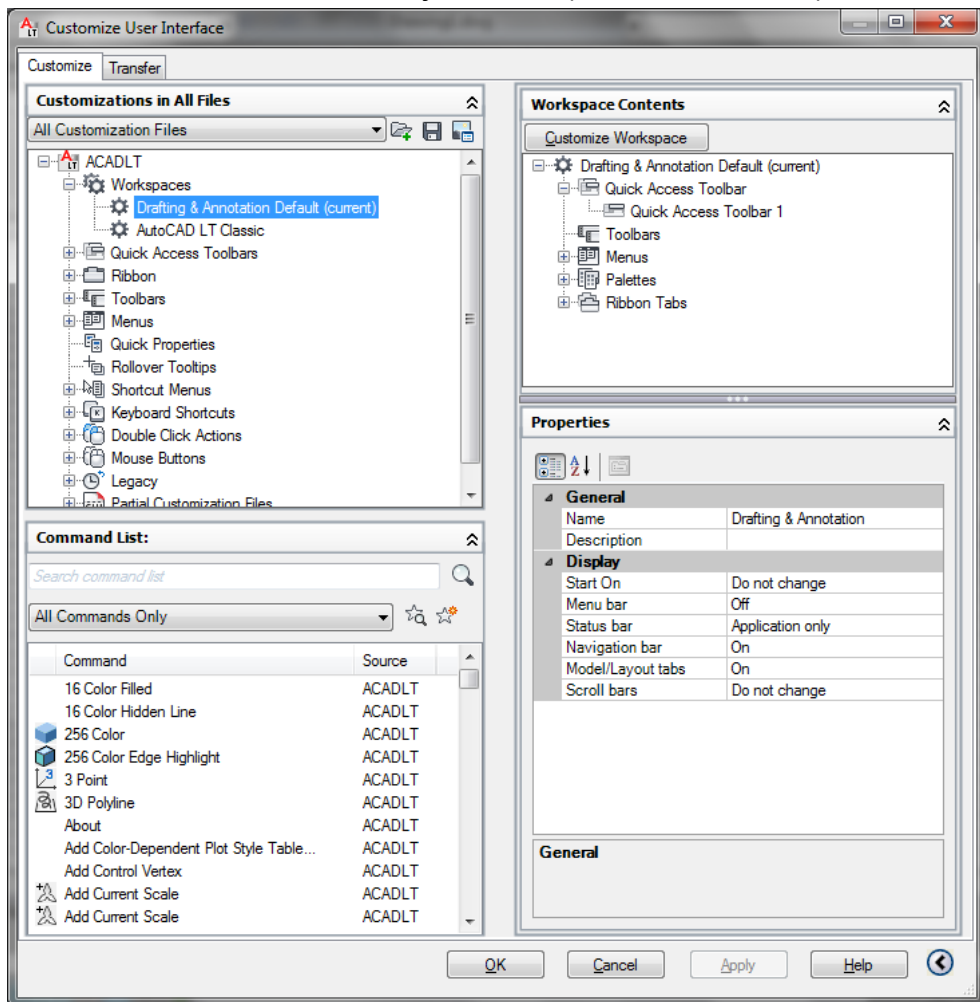 Customize User Interface
Customize Transfer
Customizations in All Files
All Customization Files
ACADLT
Workspaces
Drafting & Annotation Default (current)
AutoCAD LT Classic
Quick Access Toolbars
Ribbon
Toolbars
Menus
Quick Properties
Rollover Tooltips
Shortcut Menus
Keyboard Shortcuts
Double Click Actions
Mouse Buttons
Legacy
Partial Customization Files
Command List:
Search command list
All Commands Only
Command Source
16 Color Filled ACADLT
16 Color Hidden Line ACADLT
256 Color ACADLT
256 Color Edge Highlight ACADLT
3 Point ACADLT
3D Polyline ACADLT
About ACADLT
Add Color-Dependent Plot Style Table... ACADLT
Add Control Vertex ACADLT
Add Current Scale ACADLT
Add Current Scale ACADLT
Workspace Contents
Customize Workspace
Drafting & Annotation Default (current)
Quick Access Toolbar
Quick Access Toolbar 1
Toolbars
Menus
Palettes
Ribbon Tabs
Properties
General
Name Drafting & Annotation
Description
Display
Start On Do not change
Menu bar Off
Status bar Application only
Navigation bar On
Model/Layout tabs On
Scroll bars Do not change
General
OK Cancel Apply Help